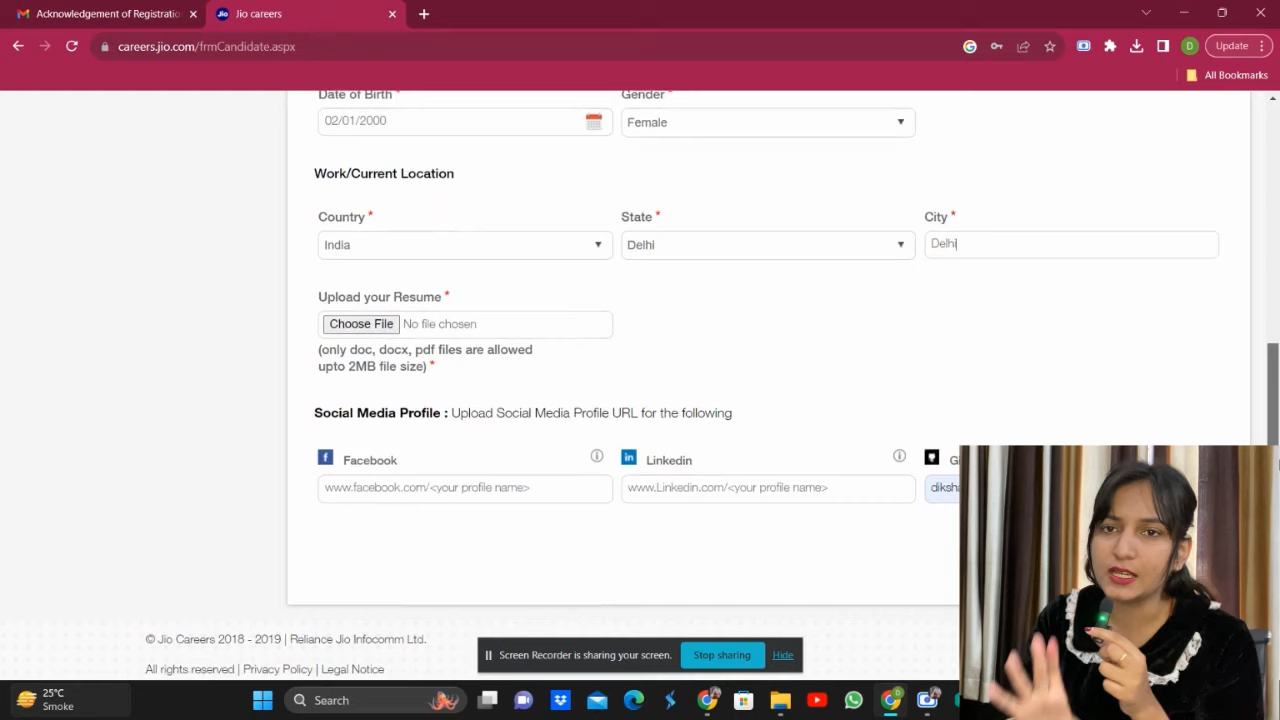 Acknowledgement of Registratio
Jio careers
careers.jio.com/frmCandidate.aspx
D
Update
All Bookmarks
Date of Birth *
Gender *
02/01/2000
Female
Work/Current Location
Country *
State *
City *
India
Delhi
Delhi
Upload your Resume *
Choose File No file chosen
(only doc, docx, pdf files are allowed
upto 2MB file size) *
Social Media Profile : Upload Social Media Profile URL for the following
Facebook
Linkedin
Gi
www.facebook.com/<your profile name>
www.Linkedin.com/<your profile name>
diksha
© Jio Careers 2018 - 2019 | Reliance Jio Infocomm Ltd.
Screen Recorder is sharing your screen.
Stop sharing
Hide
All rights reserved | Privacy Policy | Legal Notice
25°C
Smoke
Search